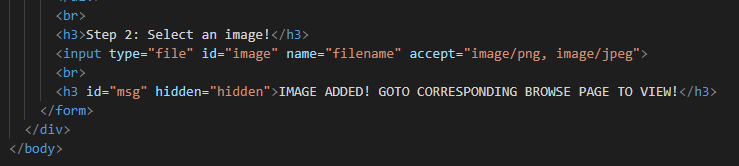 </div>
<br>
<h3>Step 2: Select an image!</h3>
<input type="file" id="image" name="filename" accept="image/png, image/jpeg">
<br>
<h3 id="msg" hidden="hidden">IMAGE ADDED! GOTO CORRESPONDING BROWSE PAGE TO VIEW!</h3>
</form>
</div>
</body>